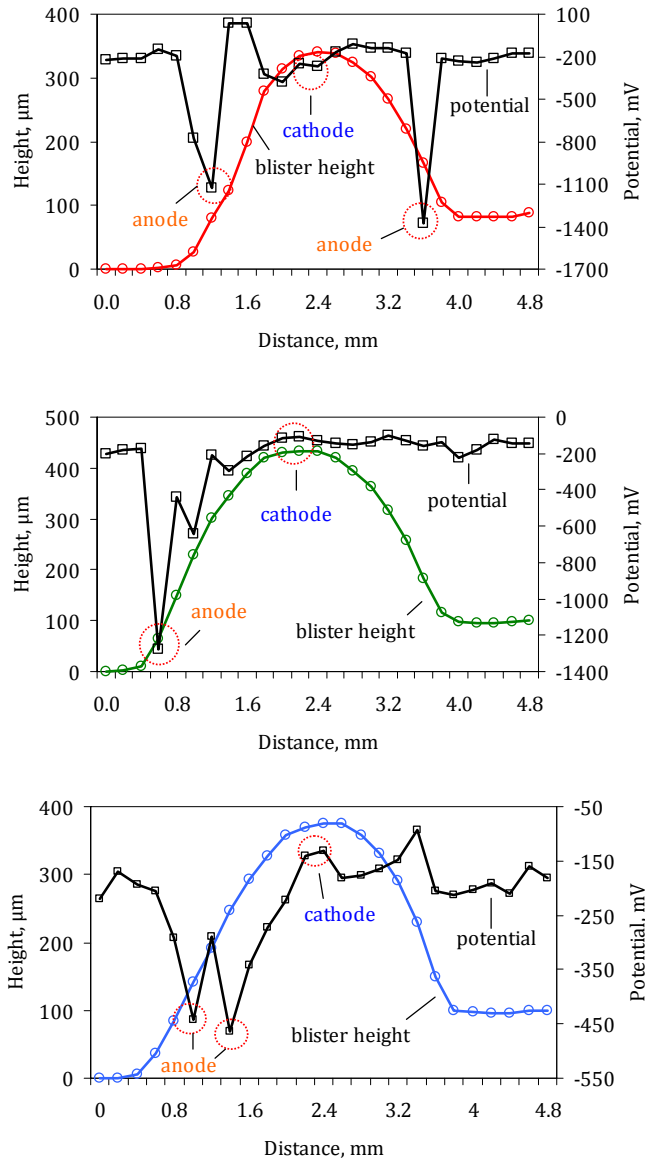 400
300
200
100
0
Height, µm
100
-200
-500
-800
-1100
-1400
-1700
Potential, mV
potential
cathode
blister height
anode
anode
0.0 0.8 1.6 2.4 3.2 4.0 4.8
Distance, mm
500
400
300
200
100
0
Height, µm
0
-200
-400
-600
-800
-1000
-1200
-1400
Potential, mV
potential
cathode
anode
blister height
0.0 0.8 1.6 2.4 3.2 4.0 4.8
Distance, mm
400
300
200
100
0
Height, µm
-50
-150
-250
-350
-450
-550
Potential, mV
cathode
potential
blister height
anode
0 0.8 1.6 2.4 3.2 4 4.8
Distance, mm